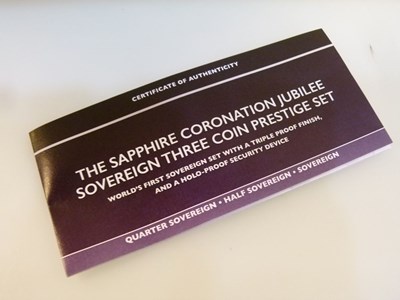 CERTIFICATE OF AUTHENTICITY
THE SAPPHIRE CORONATION JUBILEE
SOVEREIGN THREE COIN PRESTIGE SET
WORLD'S FIRST SOVEREIGN SET WITH A TRIPLE PROOF FINISH,
AND A HOLO-PROOF SECURITY DEVICE
QUARTER SOVEREIGN • HALF SOVEREIGN • SOVEREIGN